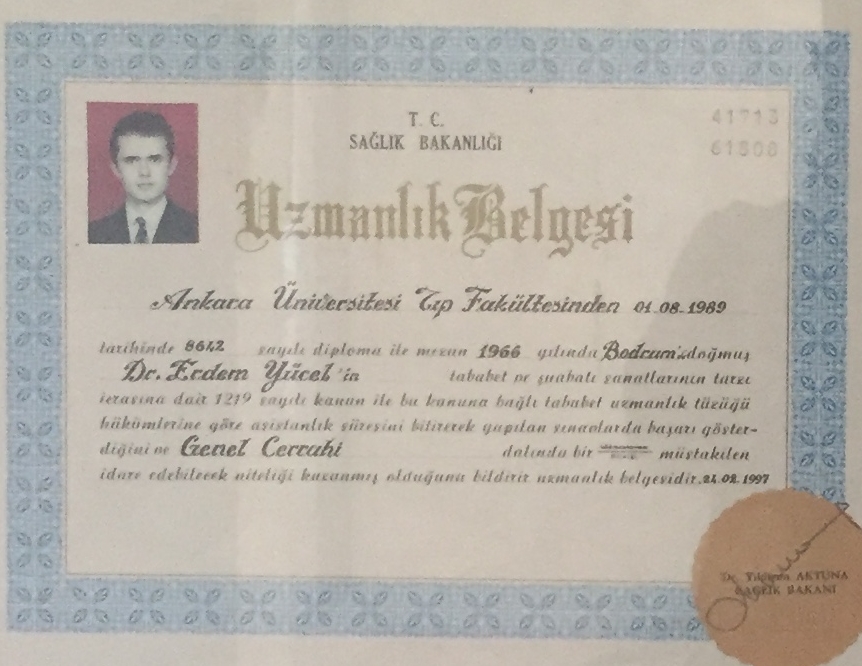 T. C.
SAĞLIK BAKANLIĞI
41713
61808
Uzmanlık Belgesi
Ankara Üniversitesi Tıp Fakültesinden 01-08-1989
tarihinde 8642 sayılı diploma ile mezun 1966 yılında Bodrum'da doğmuş
Dr. Erdem Yücel'in tababet ve şuabatı sanatlarının tarzı
icrasına dair 1219 sayılı kanun ile bu kanuna bağlı tababet uzmanlık tüzüğü
hükümlerine göre asistanlık süresini bitirerek yapılan sınavlarda başarı göster-
diğini ve Genel Cerrahi dalında bir müstakilen
idare edebilecek niteliği kazanmış olduğunu bildirir uzmanlık belgesidir. 24.02.1997
Dr. Yıldırım AKTUNA
SAĞLIK BAKANI